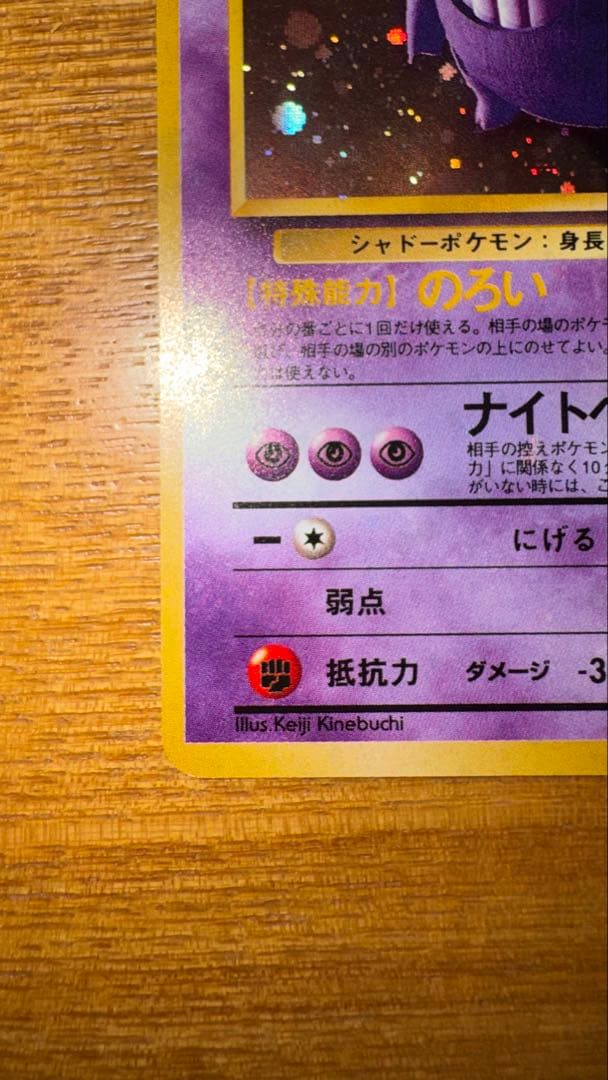 シャドーポケモン：身長
【特殊能力】 のろい
分の番ごとに1回だけ使える。相手の場のポケ
、相手の場の別のポケモンの上にのせてよい。
は使えない。
ナイト
相手の控えポケモン
力」に関係なく10
がいない時には、こ
にげる
弱点
抵抗力 ダメージ -3
Illus.Keiji Kinebuchi